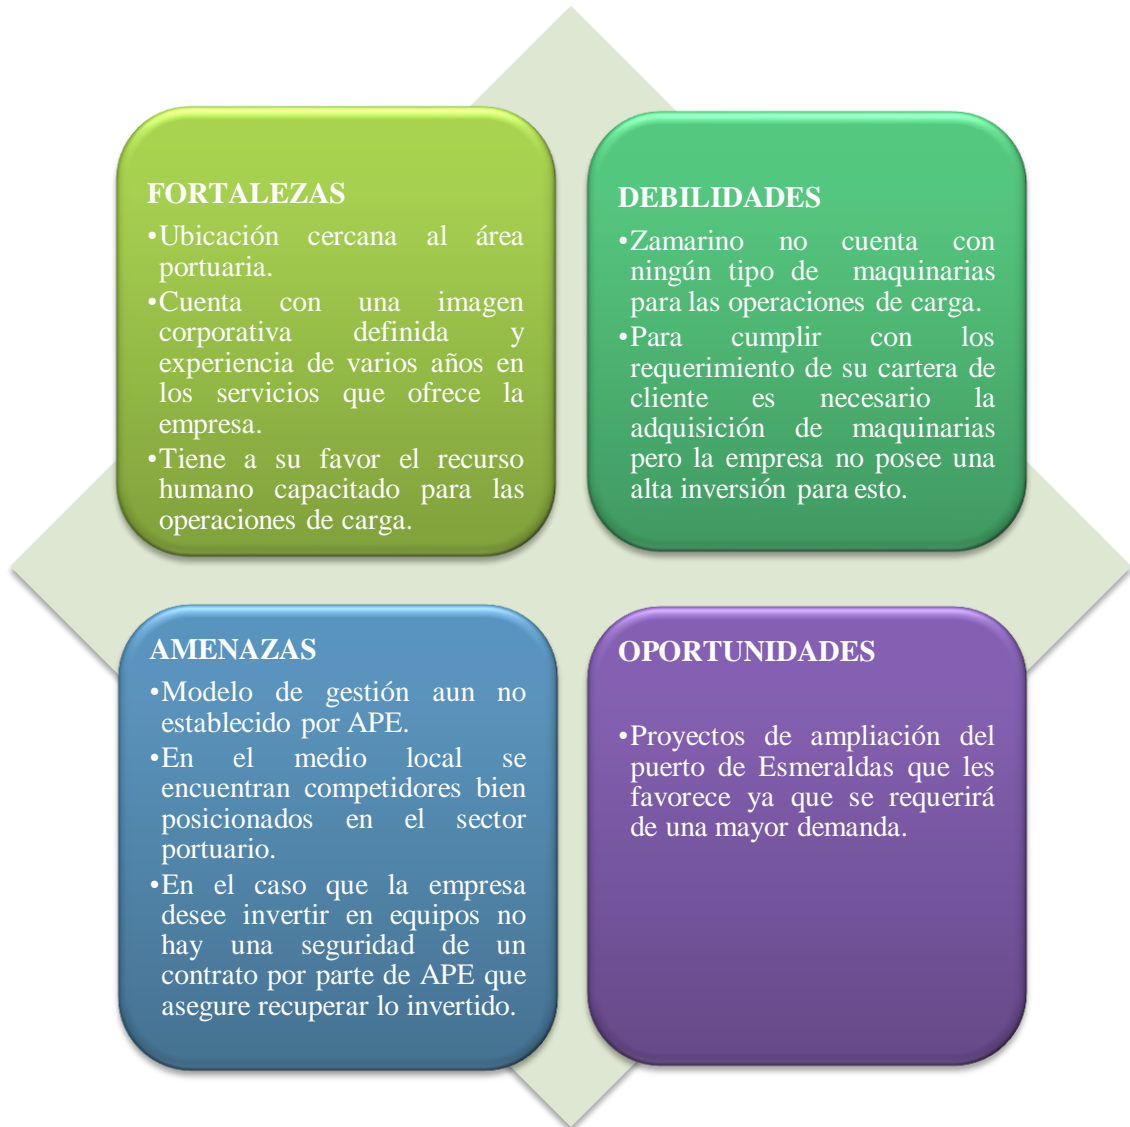 FORTALEZAS
•Ubicación cercana al área
portuaria.
•Cuenta con una imagen
corporativa definida y
experiencia de varios años en
los servicios que ofrece la
empresa.
•Tiene a su favor el recurso
humano capacitado para las
operaciones de carga.
DEBILIDADES
•Zamarino no cuenta con
ningún tipo de maquinarias
para las operaciones de carga.
•Para cumplir con los
requerimiento de su cartera de
cliente es necesario la
adquisición de maquinarias
pero la empresa no posee una
alta inversión para esto.
AMENAZAS
•Modelo de gestión aun no
establecido por APE.
•En el medio local se
encuentran competidores bien
posicionados en el sector
portuario.
•En el caso que la empresa
desee invertir en equipos no
hay una seguridad de un
contrato por parte de APE que
asegure recuperar lo invertido.
OPORTUNIDADES
•Proyectos de ampliación del
puerto de Esmeraldas que les
favorece ya que se requerirá
de una mayor demanda.